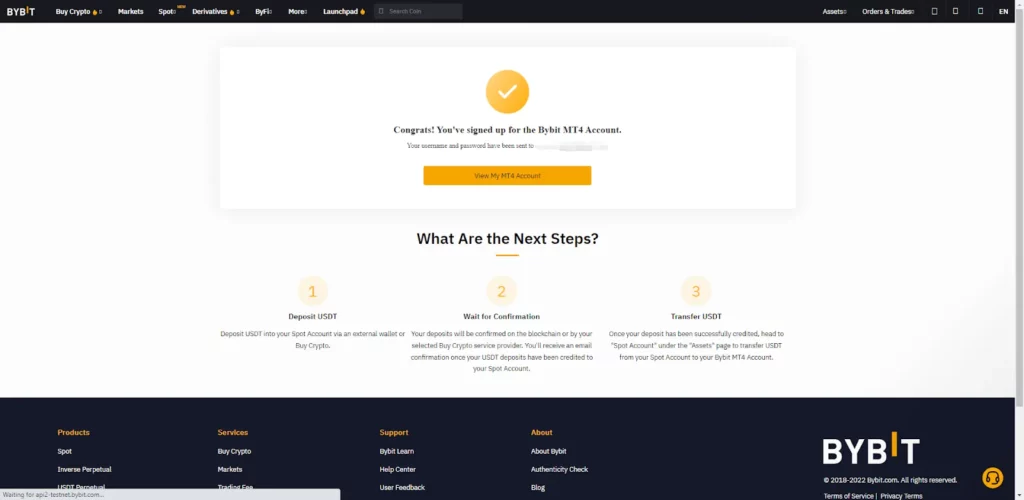 BYBIT
Buy Crypto
Markets
Spot
NEW
Derivatives
ByFi
More
Launchpad
Search Coin
Assets
Orders & Trades
EN
Congrats! You've signed up for the Bybit MT4 Account.
Your username and password have been sent to
View My MT4 Account
What Are the Next Steps?
1
Deposit USDT
Deposit USDT into your Spot Account via an external wallet or
Buy Crypto.
2
Wait for Confirmation
Your deposits will be confirmed on the blockchain or by your
selected Buy Crypto service provider. You'll receive an email
confirmation once your USDT deposits have been credited to
your Spot Account.
3
Transfer USDT
Once your deposit has been successfully credited, head to
"Spot Account" under the "Assets" page to transfer USDT
from your Spot Account to your Bybit MT4 Account.
Products
Spot
Inverse Perpetual
USDT Perpetual
Services
Buy Crypto
Markets
Trading Fee
Support
Bybit Learn
Help Center
User Feedback
About
About Bybit
Authenticity Check
Blog
BYBIT
© 2018-2022 Bybit.com. All rights reserved.
Terms of Service | Privacy Terms
Waiting for api2-testnet.bybit.com...